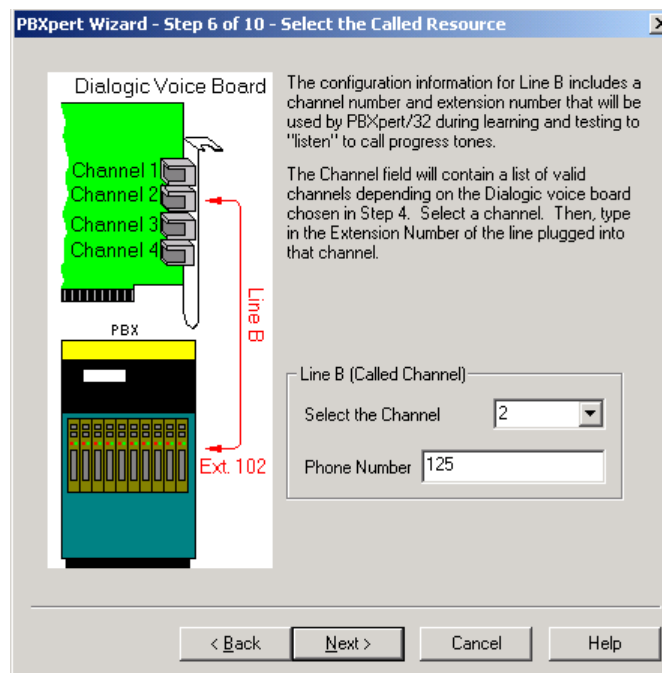 PBXpert Wizard - Step 6 of 10 - Select the Called Resource
Dialogic Voice Board
Channel 1
Channel 2
Channel 3
Channel 4
Line B
PBX
Ext. 102
The configuration information for Line B includes a
channel number and extension number that will be
used by PBXpert/32 during learning and testing to
"listen" to call progress tones.
The Channel field will contain a list of valid
channels depending on the Dialogic voice board
chosen in Step 4. Select a channel. Then, type
in the Extension Number of the line plugged into
that channel.
Line B (Called Channel)
Select the Channel 2
Phone Number 125
< Back Next > Cancel Help